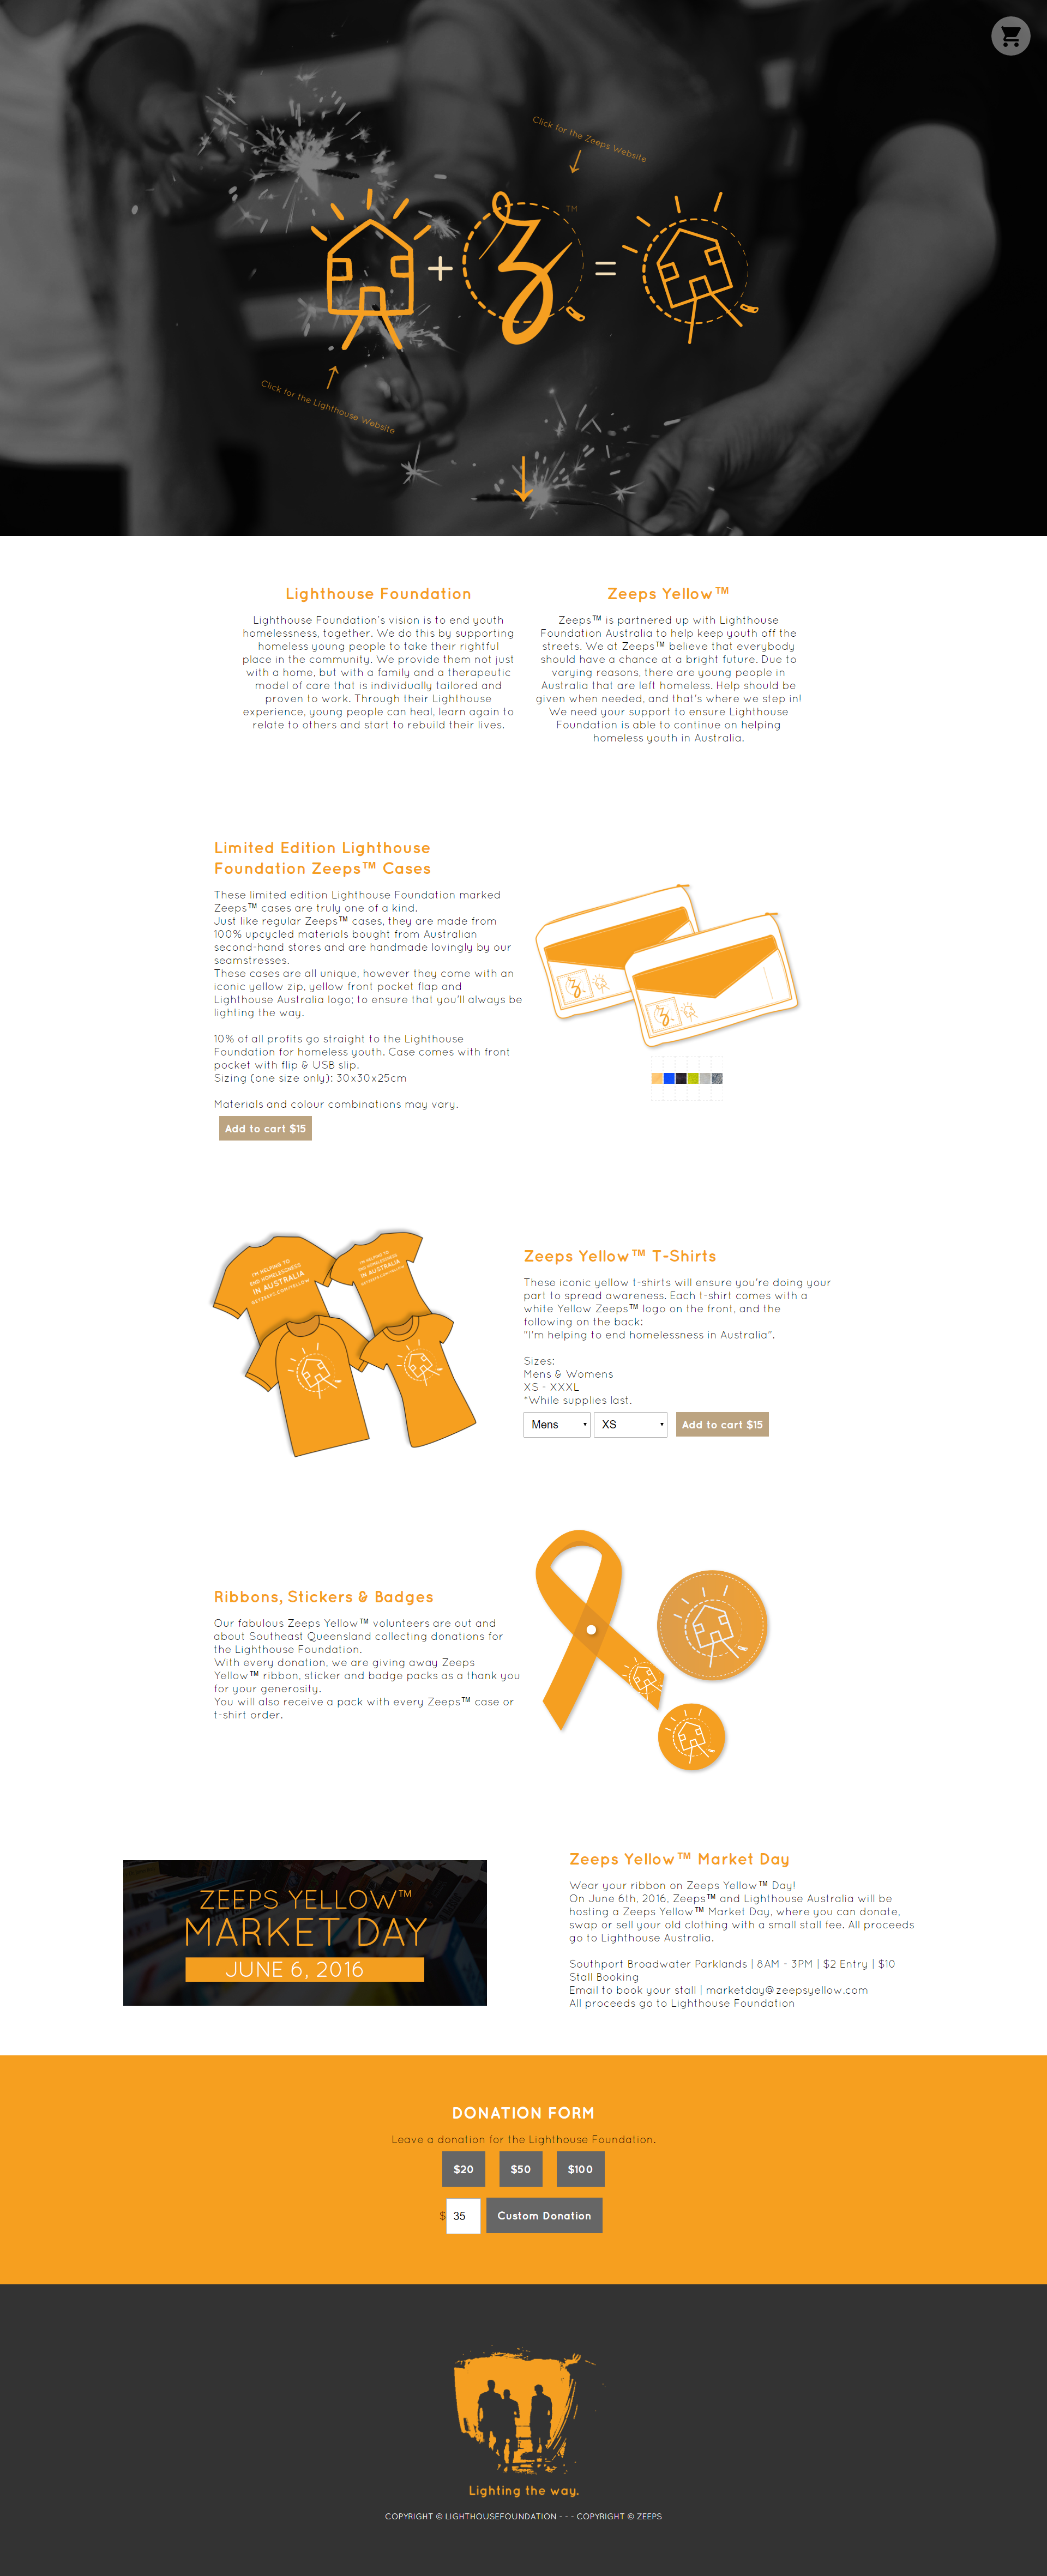 Click for the Zeeps Website
TM
+
=
Click for the Lighthouse Website
Lighthouse Foundation
Lighthouse Foundation's vision is to end youth
homelessness, together. We do this by supporting
homeless young people to take their rightful
place in the community. We provide them not just
with a home, but with a family and a therapeutic
model of care that is individually tailored and
proven to work. Through their Lighthouse
experience, young people can heal, learn again to
relate to others and start to rebuild their lives.
Zeeps Yellow™
Zeeps™ is partnered up with Lighthouse
Foundation Australia to help keep youth off the
streets. We at Zeeps™ believe that everybody
should have a chance at a bright future. Due to
varying reasons, there are young people in
Australia that are left homeless. Help should be
given when needed, and that's where we step in!
We need your support to ensure Lighthouse
Foundation is able to continue on helping
homeless youth in Australia.
Limited Edition Lighthouse
Foundation Zeeps™ Cases
These limited edition Lighthouse Foundation marked
Zeeps™ cases are truly one of a kind.
Just like regular Zeeps™ cases, they are made from
100% upcycled materials bought from Australian
second-hand stores and are handmade lovingly by our
seamstresses.
These cases are all unique, however they come with an
iconic yellow zip, yellow front pocket flap and
Lighthouse Australia logo; to ensure that you'll always be
lighting the way.
10% of all profits go straight to the Lighthouse
Foundation for homeless youth. Case comes with front
pocket with flip & USB slip.
Sizing (one size only): 30x30x25cm
Materials and colour combinations may vary.
Add to cart $15
I'M HELPING TO
END HOMELESSNESS
IN AUSTRALIA
GETZEEPS.COM/YELLOW
I'M HELPING TO
END HOMELESSNESS
IN AUSTRALIA
GETZEEPS.COM/YELLOW
Zeeps Yellow™ T-Shirts
These iconic yellow t-shirts will ensure you're doing your
part to spread awareness. Each t-shirt comes with a
white Yellow Zeeps™ logo on the front, and the
following on the back:
"I'm helping to end homelessness in Australia".
Sizes:
Mens & Womens
XS - XXXL
*While supplies last.
Mens XS Add to cart $15
Ribbons, Stickers & Badges
Our fabulous Zeeps Yellow™ volunteers are out and
about Southeast Queensland collecting donations for
the Lighthouse Foundation.
With every donation, we are giving away Zeeps
Yellow™ ribbon, sticker and badge packs as a thank you
for your generosity.
You will also receive a pack with every Zeeps™ case or
t-shirt order.
ZEEPS YELLOW™
MARKET DAY
JUNE 6, 2016
Zeeps Yellow™ Market Day
Wear your ribbon on Zeeps Yellow™ Day!
On June 6th, 2016, Zeeps™ and Lighthouse Australia will be
hosting a Zeeps Yellow™ Market Day, where you can donate,
swap or sell your old clothing with a small stall fee. All proceeds
go to Lighthouse Australia.
Southport Broadwater Parklands | 8AM - 3PM | $2 Entry | $10
Stall Booking
Email to book your stall | marketday@zeepsyellow.com
All proceeds go to Lighthouse Foundation
DONATION FORM
Leave a donation for the Lighthouse Foundation.
$20 $50 $100
$ 35 Custom Donation
Lighting the way.
COPYRIGHT © LIGHTHOUSEFOUNDATION - - - COPYRIGHT © ZEEPS